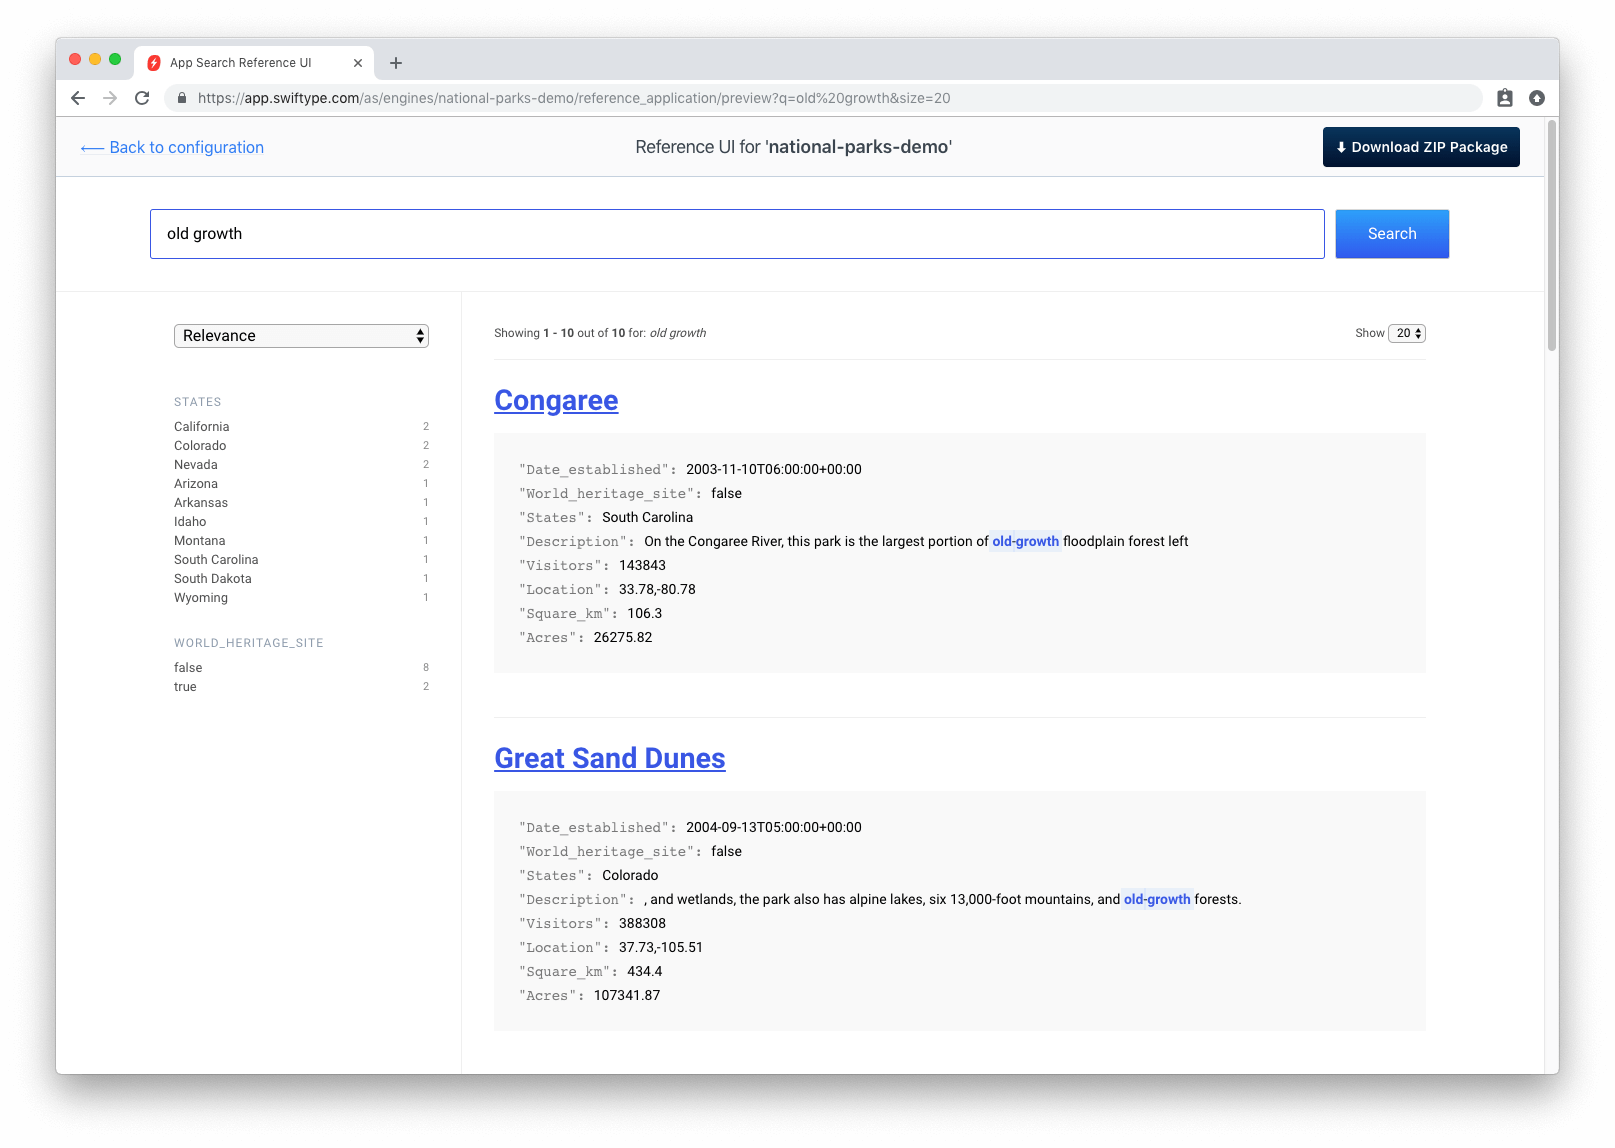 App Search Reference UI
https://app.swiftype.com/as/engines/national-parks-demo/reference_application/preview?q=old%20growth&size=20
⟵ Back to configuration
Reference UI for 'national-parks-demo'
Download ZIP Package
old growth
Search
Relevance
STATES
California 2
Colorado 2
Nevada 2
Arizona 1
Arkansas 1
Idaho 1
Montana 1
South Carolina 1
South Dakota 1
Wyoming 1
WORLD_HERITAGE_SITE
false 8
true 2
Showing 1 - 10 out of 10 for: old growth
Show 20
Congaree
"Date_established": 2003-11-10T06:00:00+00:00
"World_heritage_site": false
"States": South Carolina
"Description": On the Congaree River, this park is the largest portion of old-growth floodplain forest left
"Visitors": 143843
"Location": 33.78,-80.78
"Square_km": 106.3
"Acres": 26275.82
Great Sand Dunes
"Date_established": 2004-09-13T05:00:00+00:00
"World_heritage_site": false
"States": Colorado
"Description": , and wetlands, the park also has alpine lakes, six 13,000-foot mountains, and old-growth forests.
"Visitors": 388308
"Location": 37.73,-105.51
"Square_km": 434.4
"Acres": 107341.87